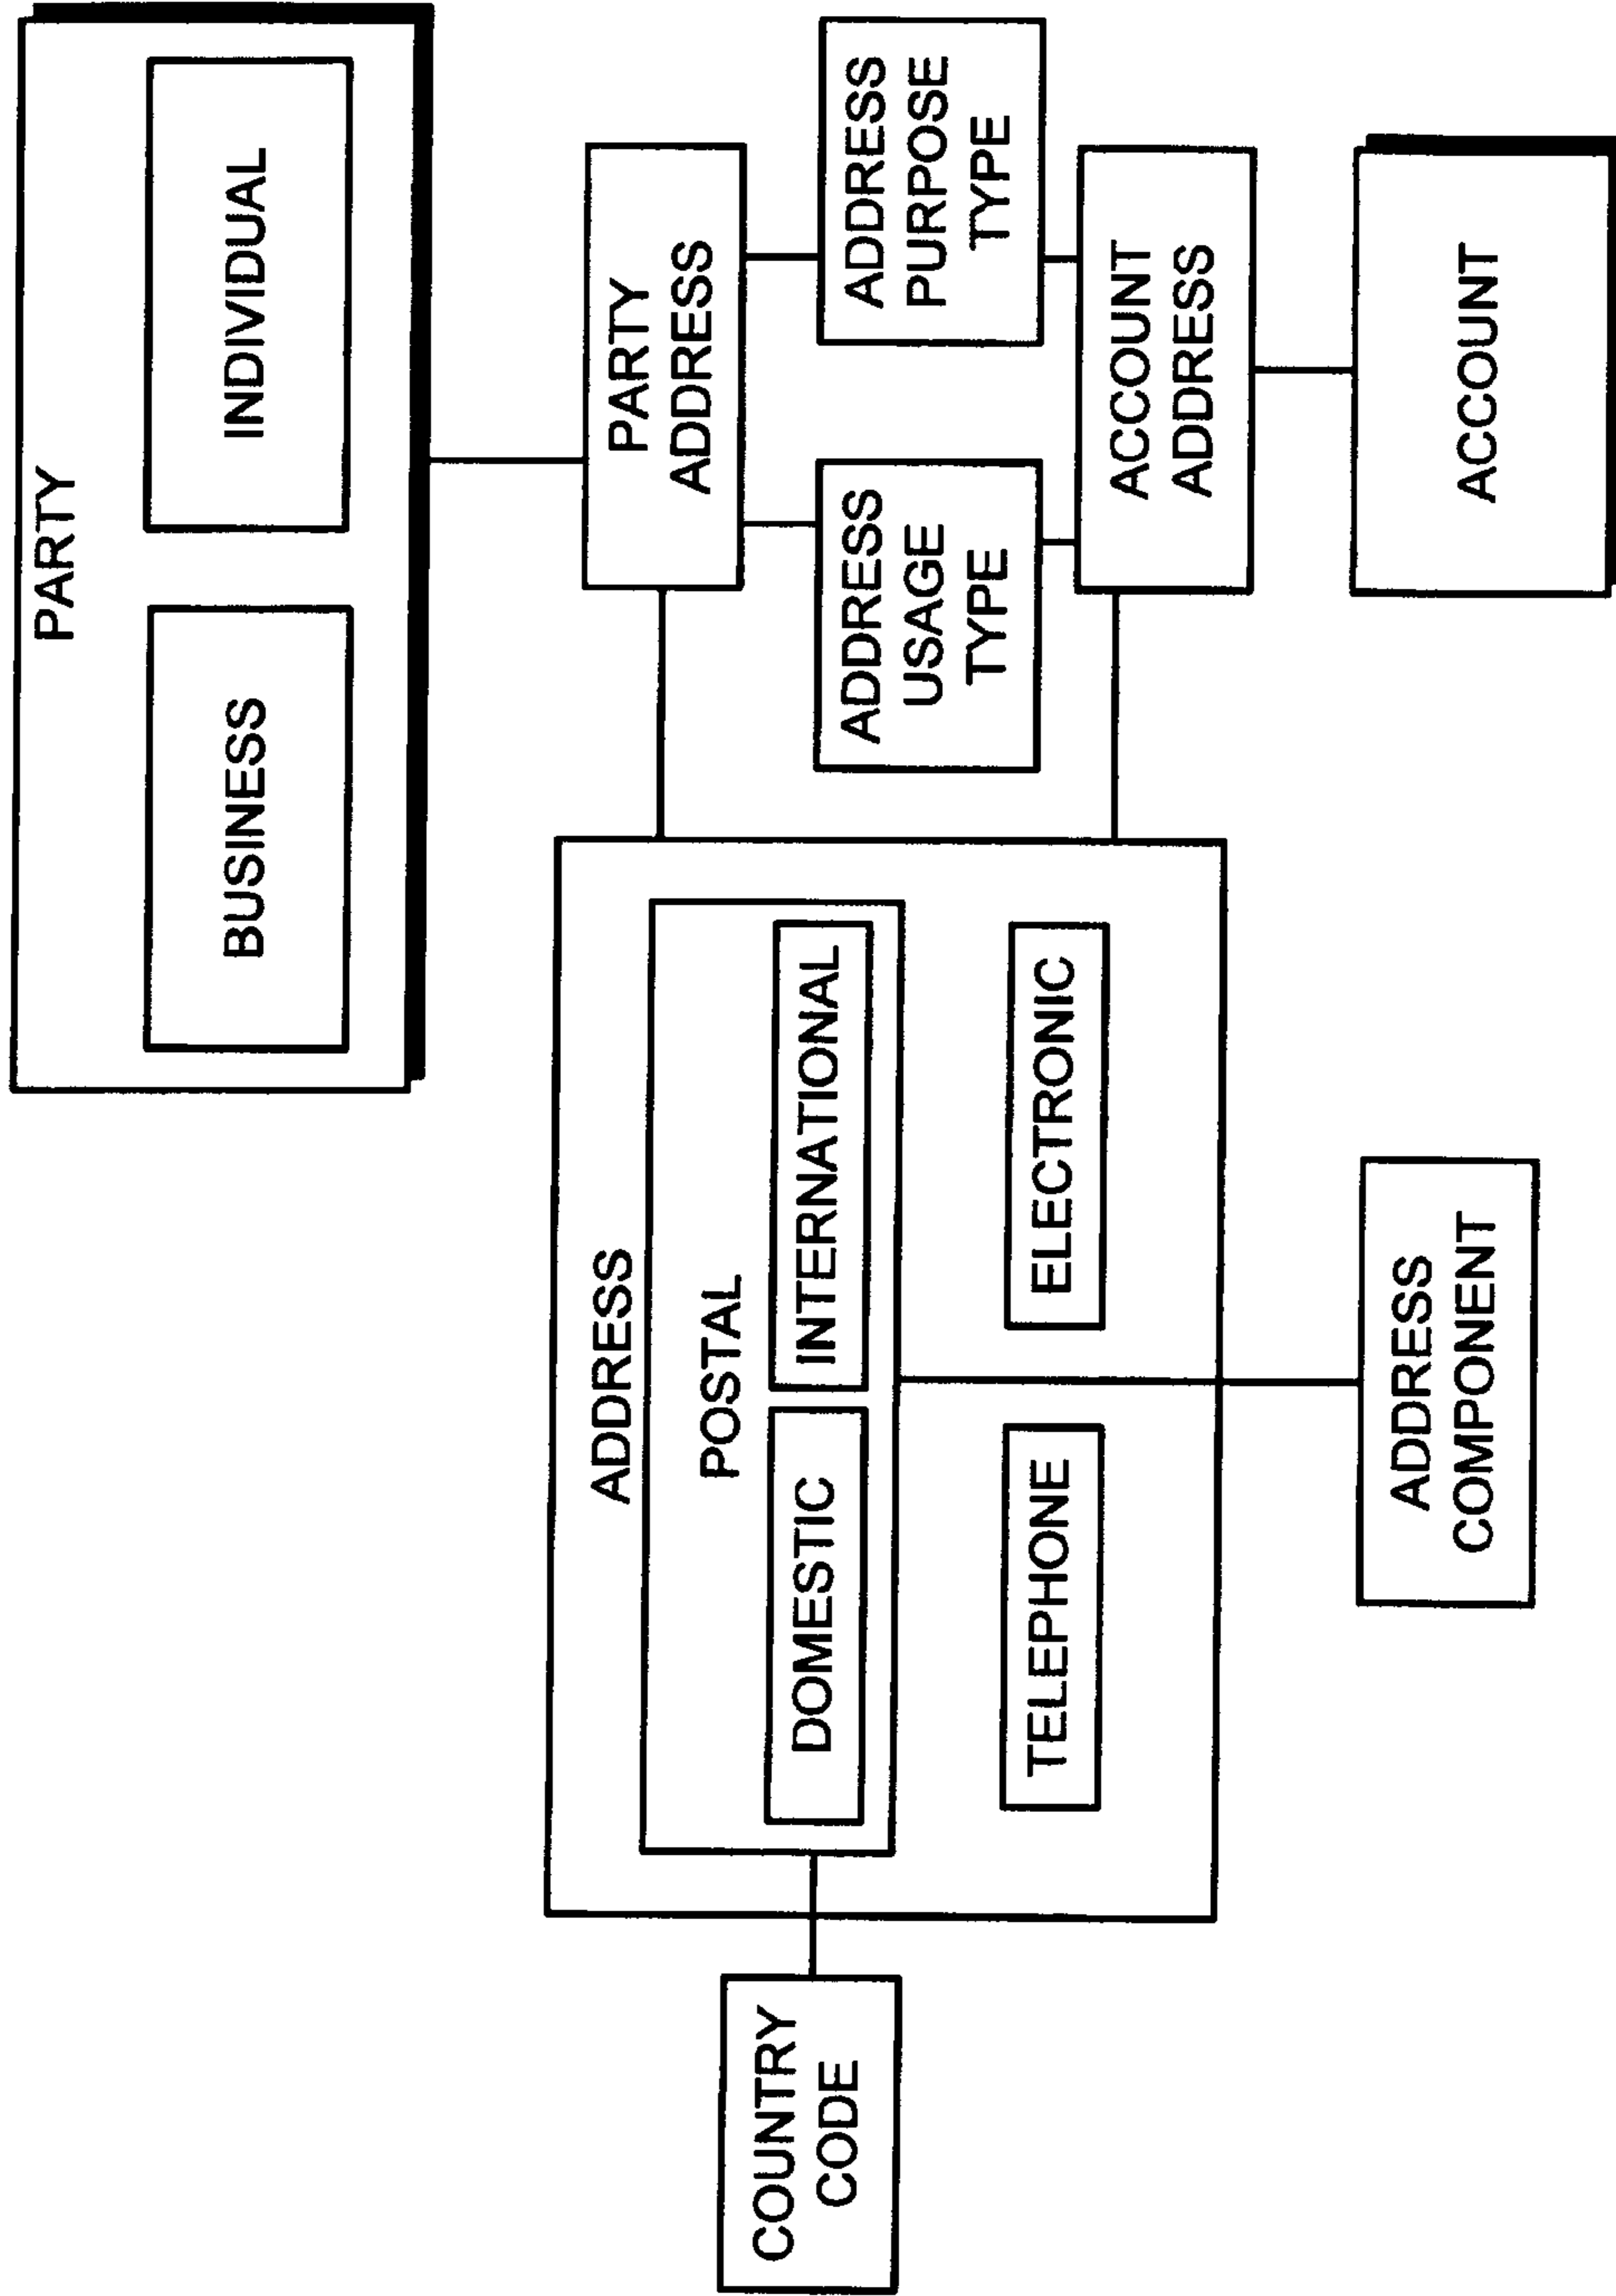 PARTY
BUSINESS
INDIVIDUAL
ADDRESS
POSTAL
DOMESTIC
INTERNATIONAL
TELEPHONE
ELECTRONIC
COUNTRY
CODE
PARTY
ADDRESS
ADDRESS
USAGE
TYPE
ADDRESS
PURPOSE
TYPE
ACCOUNT
ADDRESS
ADDRESS
COMPONENT
ACCOUNT